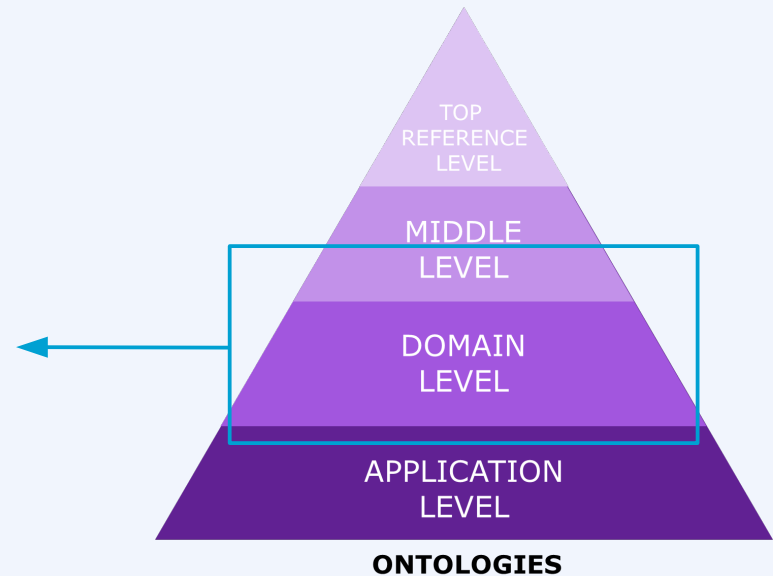 TOP
REFERENCE
LEVEL
MIDDLE
LEVEL
DOMAIN
LEVEL
APPLICATION
LEVEL
ONTOLOGIES